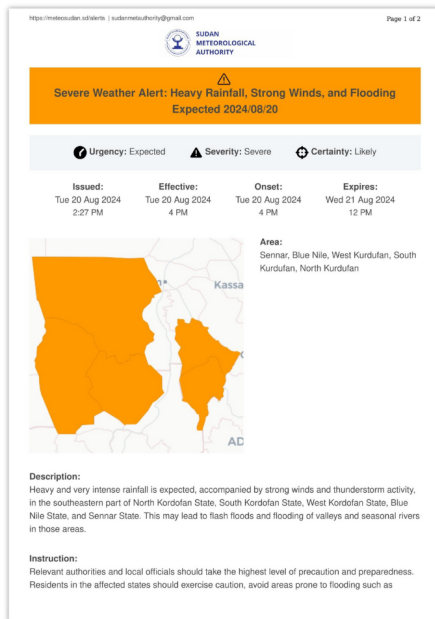 https://meteosudan.sd/alerts | sudanmetsuthority@gmail.com
Page 1 of 2
SUDAN
METEOROLOGICAL
AUTHORITY
Severe Weather Alert: Heavy Rainfall, Strong Winds, and Flooding
Expected 2024/08/20
Urgency: Expected
Severity: Severe
Certainty: Likely
Issued:
Tue 20 Aug 2024
2:27 PM
Effective:
Tue 20 Aug 2024
4 PM
Onset:
Tue 20 Aug 2024
4 PM
Expires:
Wed 21 Aug 2024
12 PM
Area:
Sennar, Blue Nile, West Kurdufan, South
Kurdufan, North Kurdufan
Kassa
AD
Description:
Heavy and very intense rainfall is expected, accompanied by strong winds and thunderstorm activity,
in the southeastern part of North Kordofan State, South Kordofan State, West Kordofan State, Blue
Nile State, and Sennar State. This may lead to flash floods and flooding of valleys and seasonal rivers
in those areas.
Instruction:
Relevant authorities and local officials should take the highest level of precaution and preparedness.
Residents in the affected states should exercise caution, avoid areas prone to flooding such as